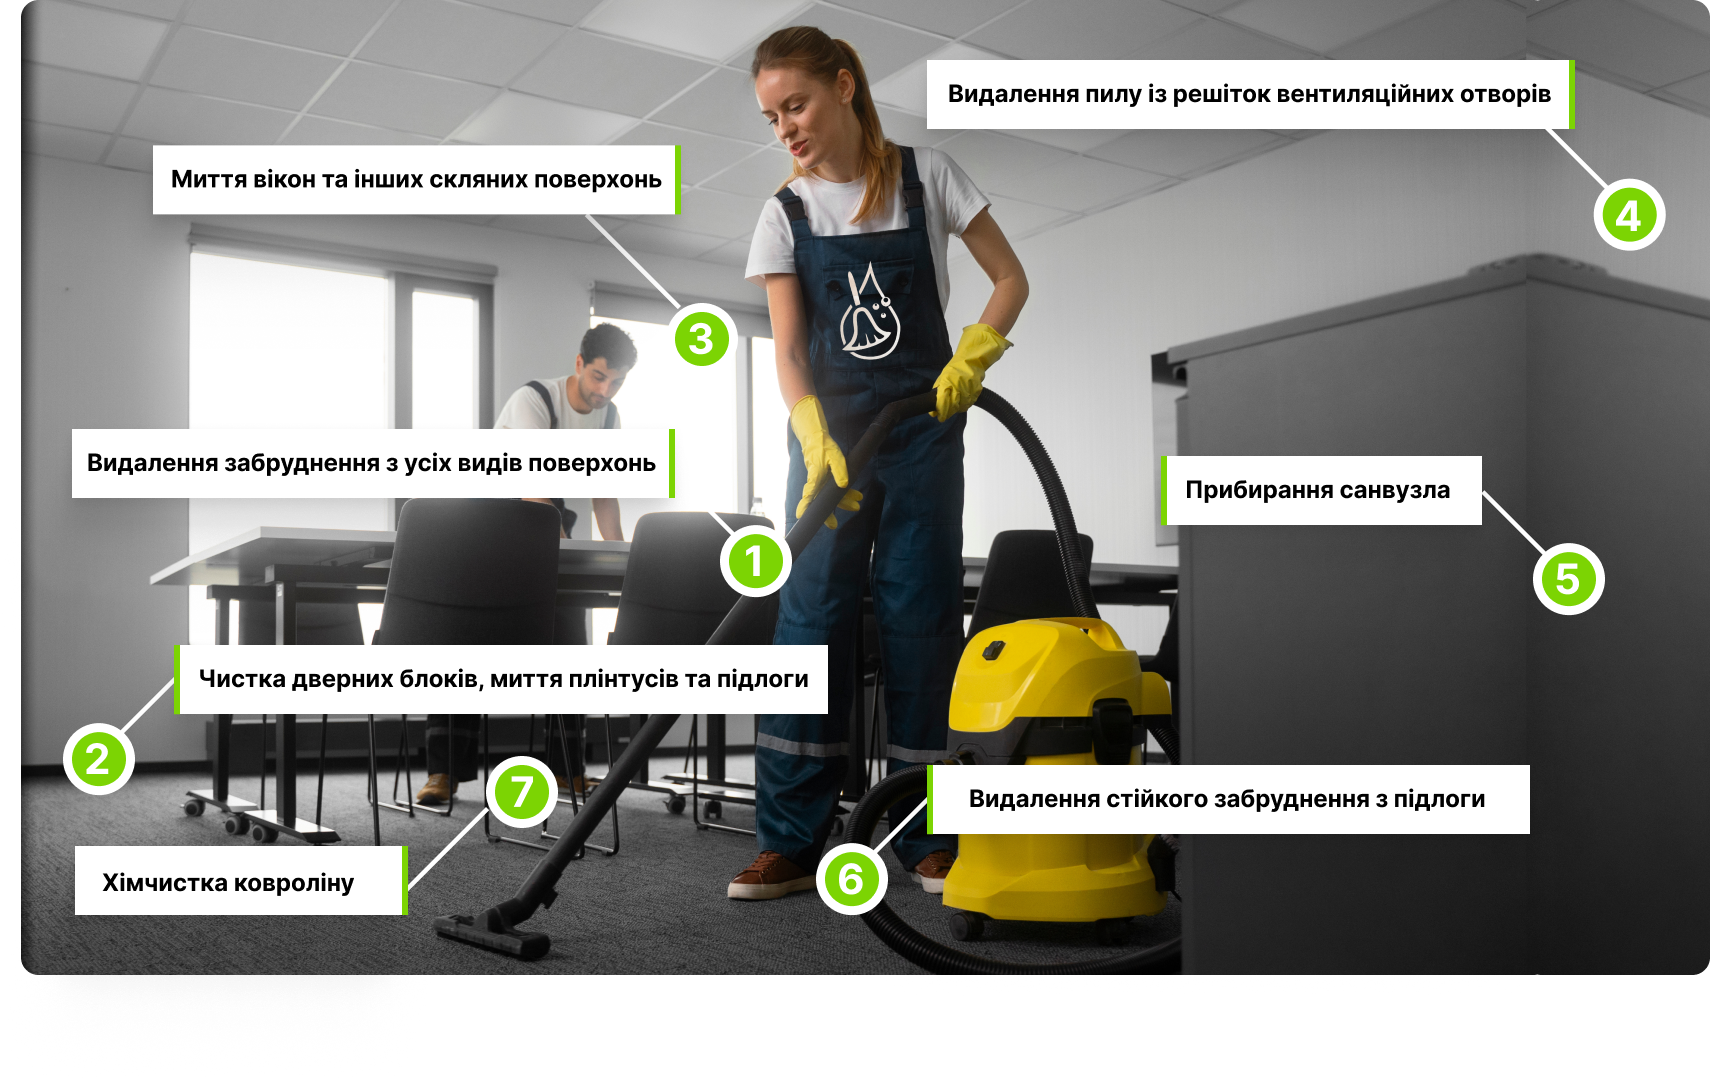 Видалення пилу із решіток вентиляційних отворів
4
Миття вікон та інших скляних поверхонь
3
Видалення забруднення з усіх видів поверхонь
1
Прибирання санвузла
5
Чистка дверних блоків, миття плінтусів та підлоги
2
7
Видалення стійкого забруднення з підлоги
6
Хімчистка ковроліну